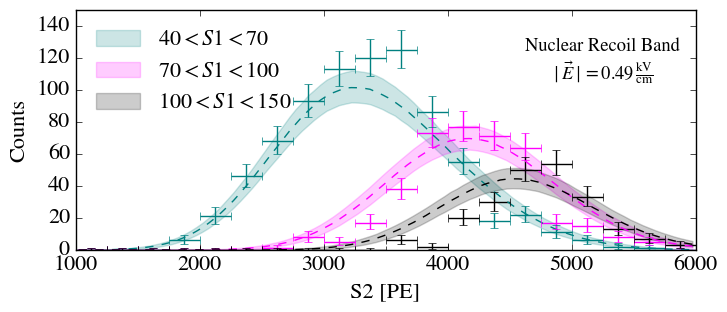 140
120
100
80
60
40
20
0
Counts
40 < S1 < 70
70 < S1 < 100
100 < S1 < 150
Nuclear Recoil Band
|E⃗| = 0.49 kV/cm
1000 2000 3000 4000 5000 6000
S2 [PE]